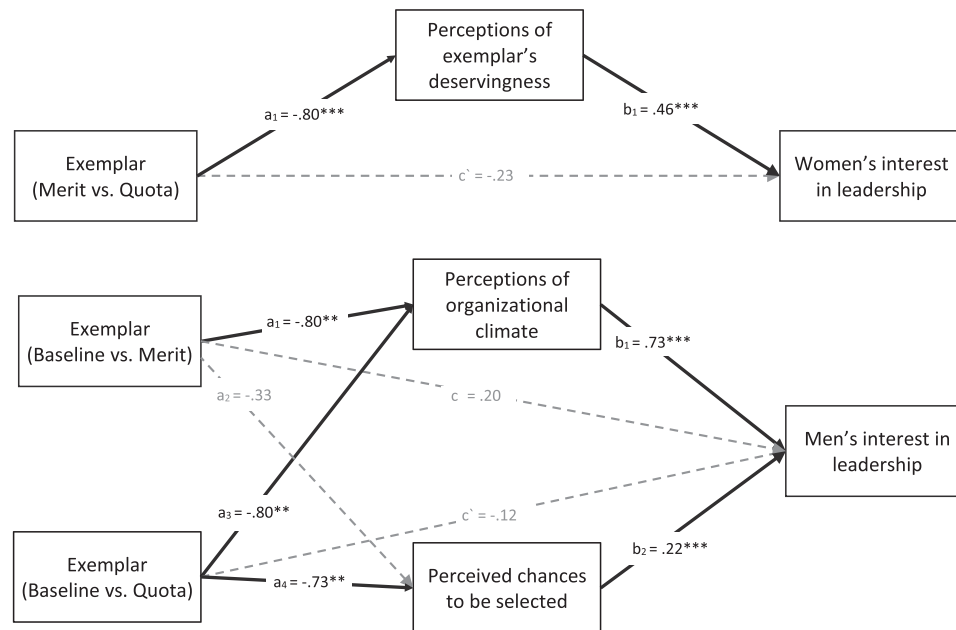 Perceptions of
exemplar’s
deservingness
a₁ = -.80***
b₁ = .46***
Exemplar
(Merit vs. Quota)
c` = -.23
Women’s interest
in leadership
Perceptions of
organizational
climate
Exemplar
(Baseline vs. Merit)
a₁ = -.80**
b₁ = .73***
a₂ = -.33
c = .20
Men’s interest in
leadership
a₃ = -.80**
c` = -.12
b₂ = .22***
Exemplar
(Baseline vs. Quota)
a₄ = -.73**
Perceived chances
to be selected